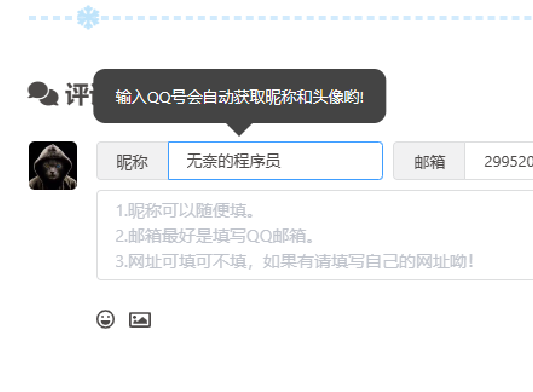 评
输入QQ号会自动获取昵称和头像哟!
昵称
无奈的程序员
邮箱
299520
1.昵称可以随便填。
2.邮箱最好是填写QQ邮箱。
3.网址可填可不填，如果有请填写自己的网址呦！